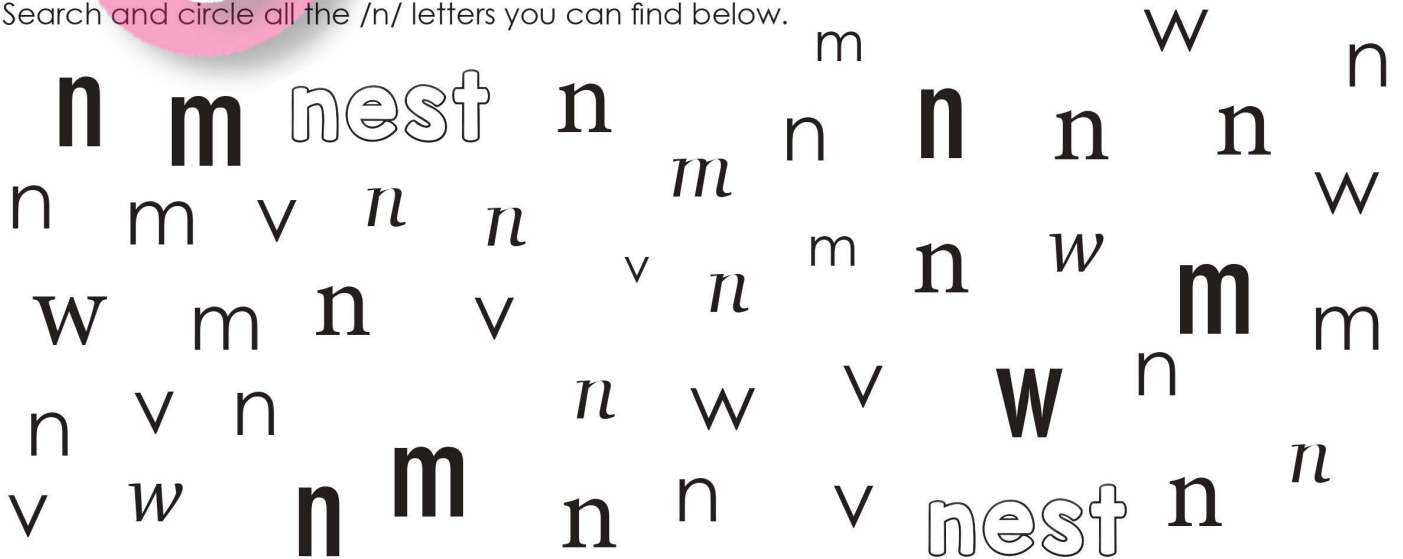 Search and circle all the /n/ letters you can find below.
m w n
n m nest n n n n n
m w
n m v n n
v n m n w m
w m n v m
n w v w n
n v n
m n
v w n n n v nest n